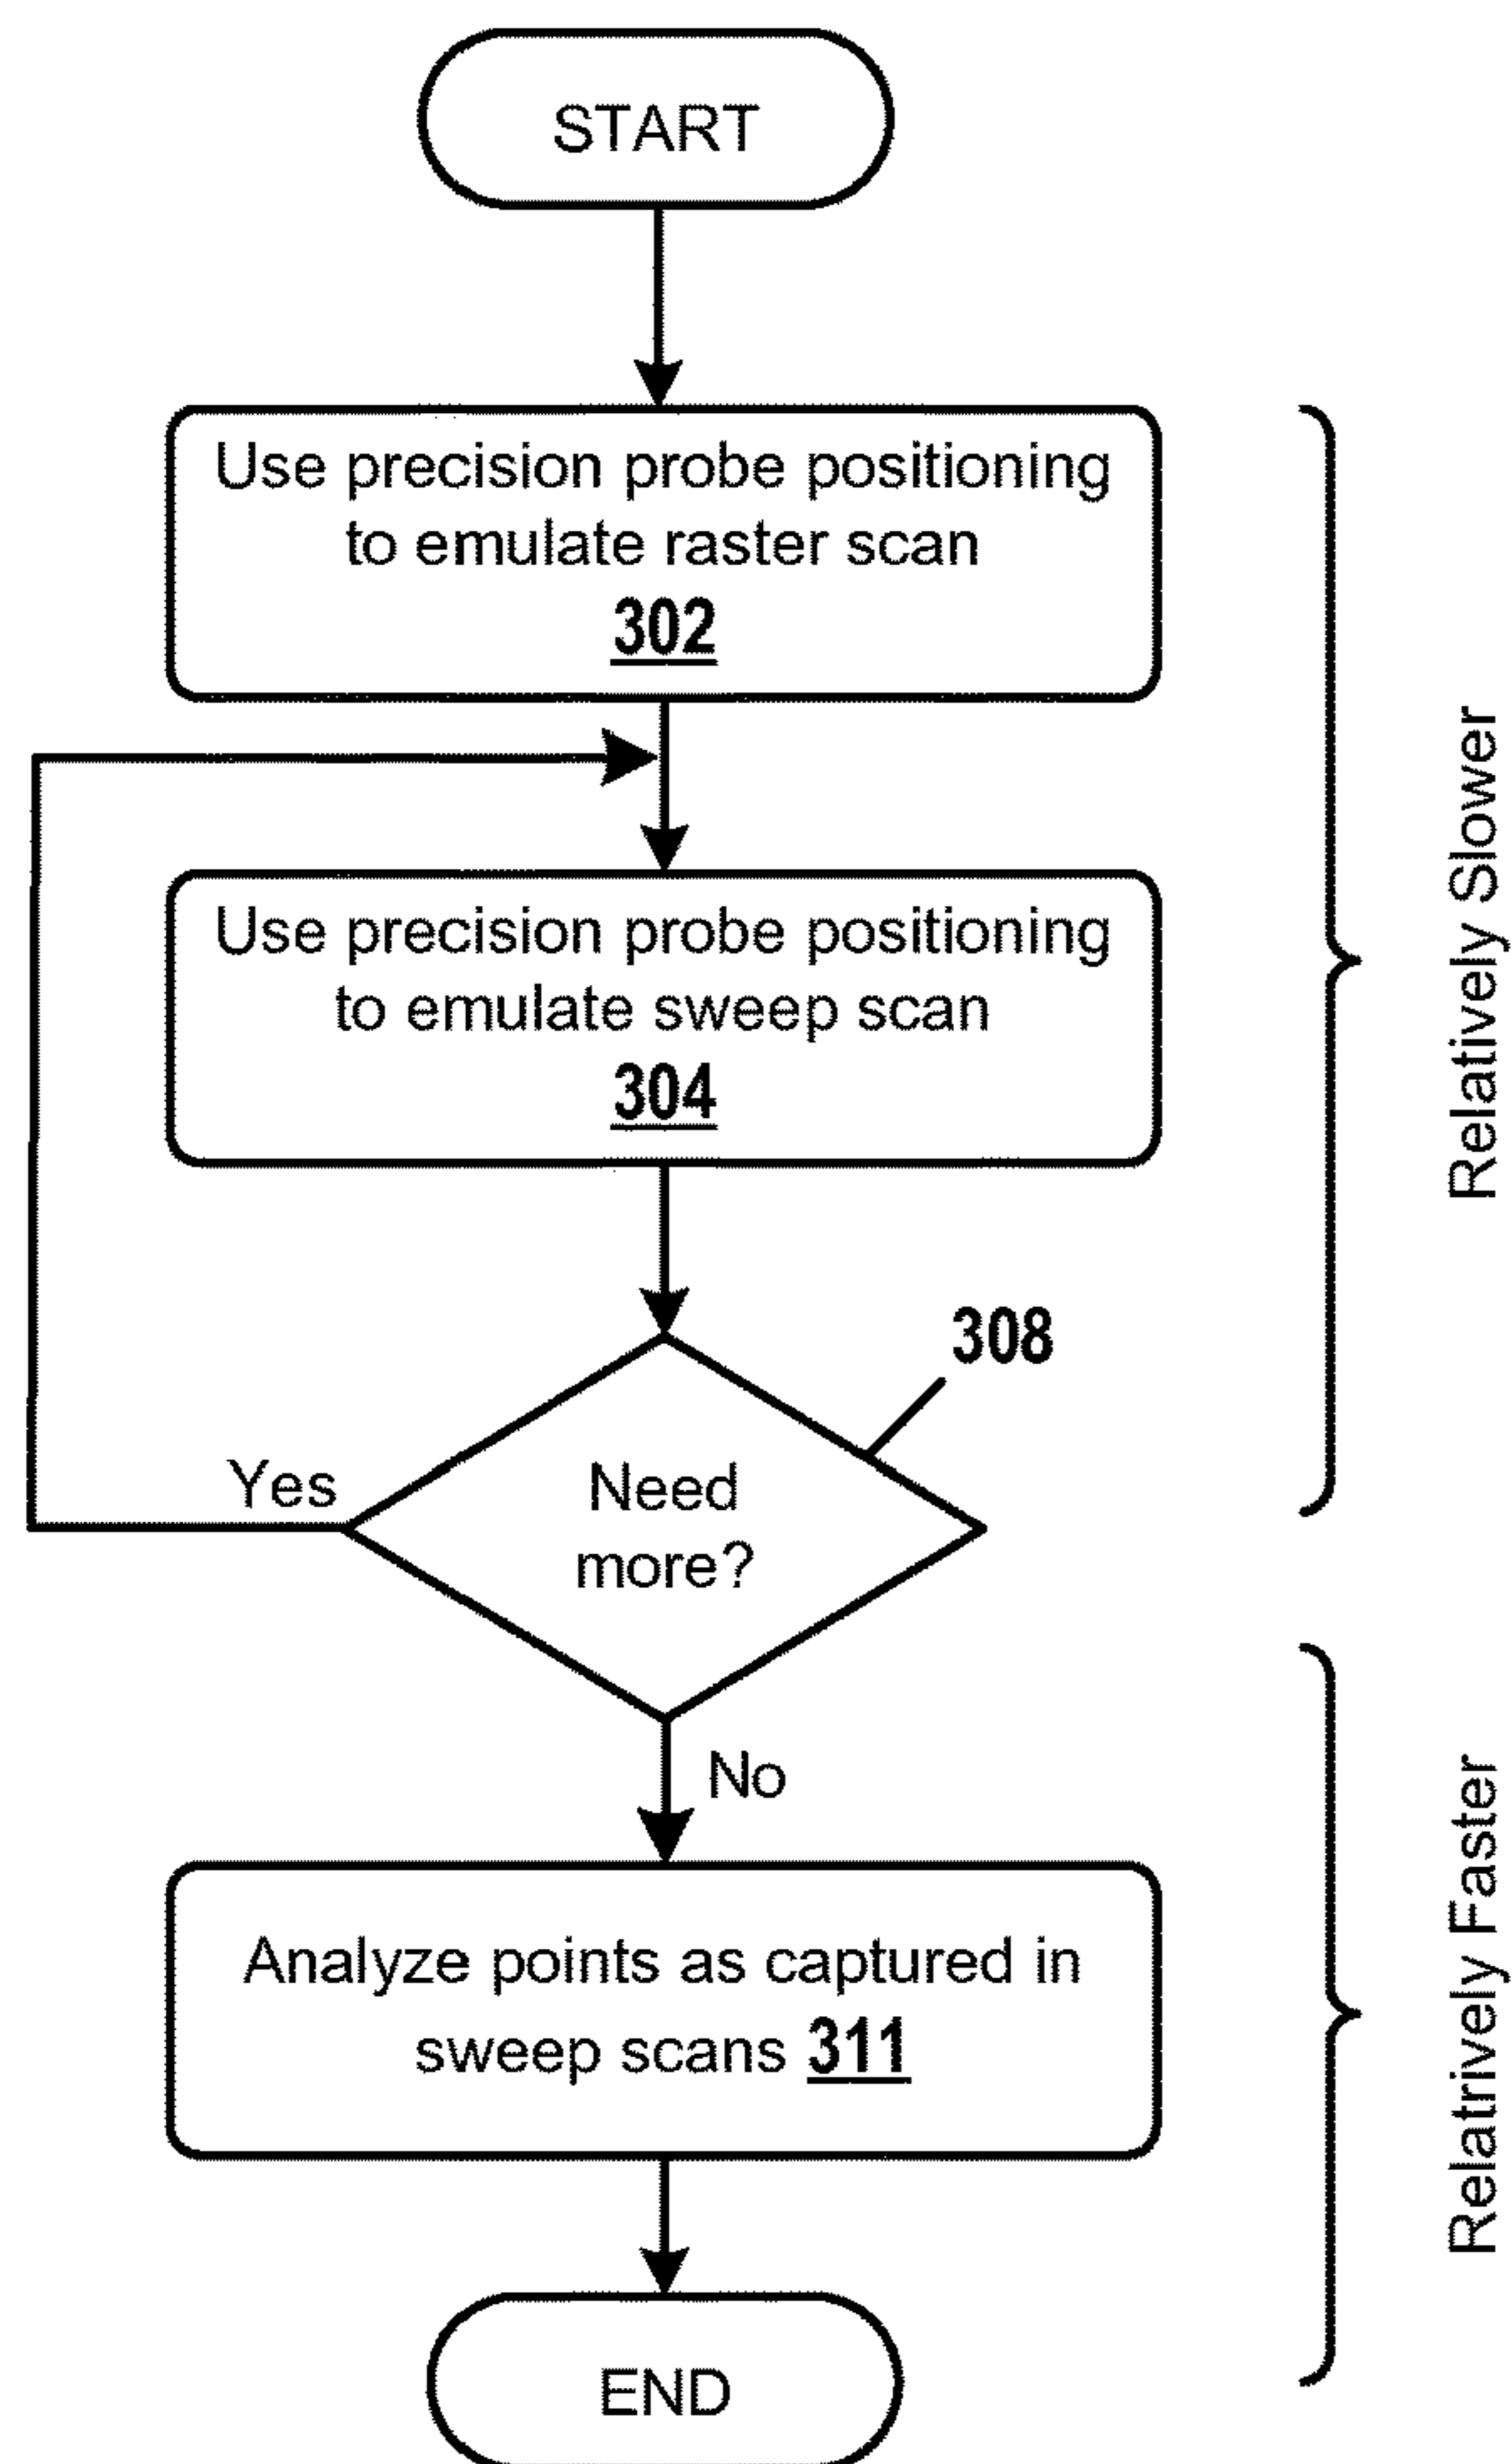 START
Use precision probe positioning
to emulate raster scan
302
Use precision probe positioning
to emulate sweep scan
304
308
Need
more?
Yes
No
Analyze points as captured in
sweep scans 311
END
Relatively Slower
Relatrively Faster